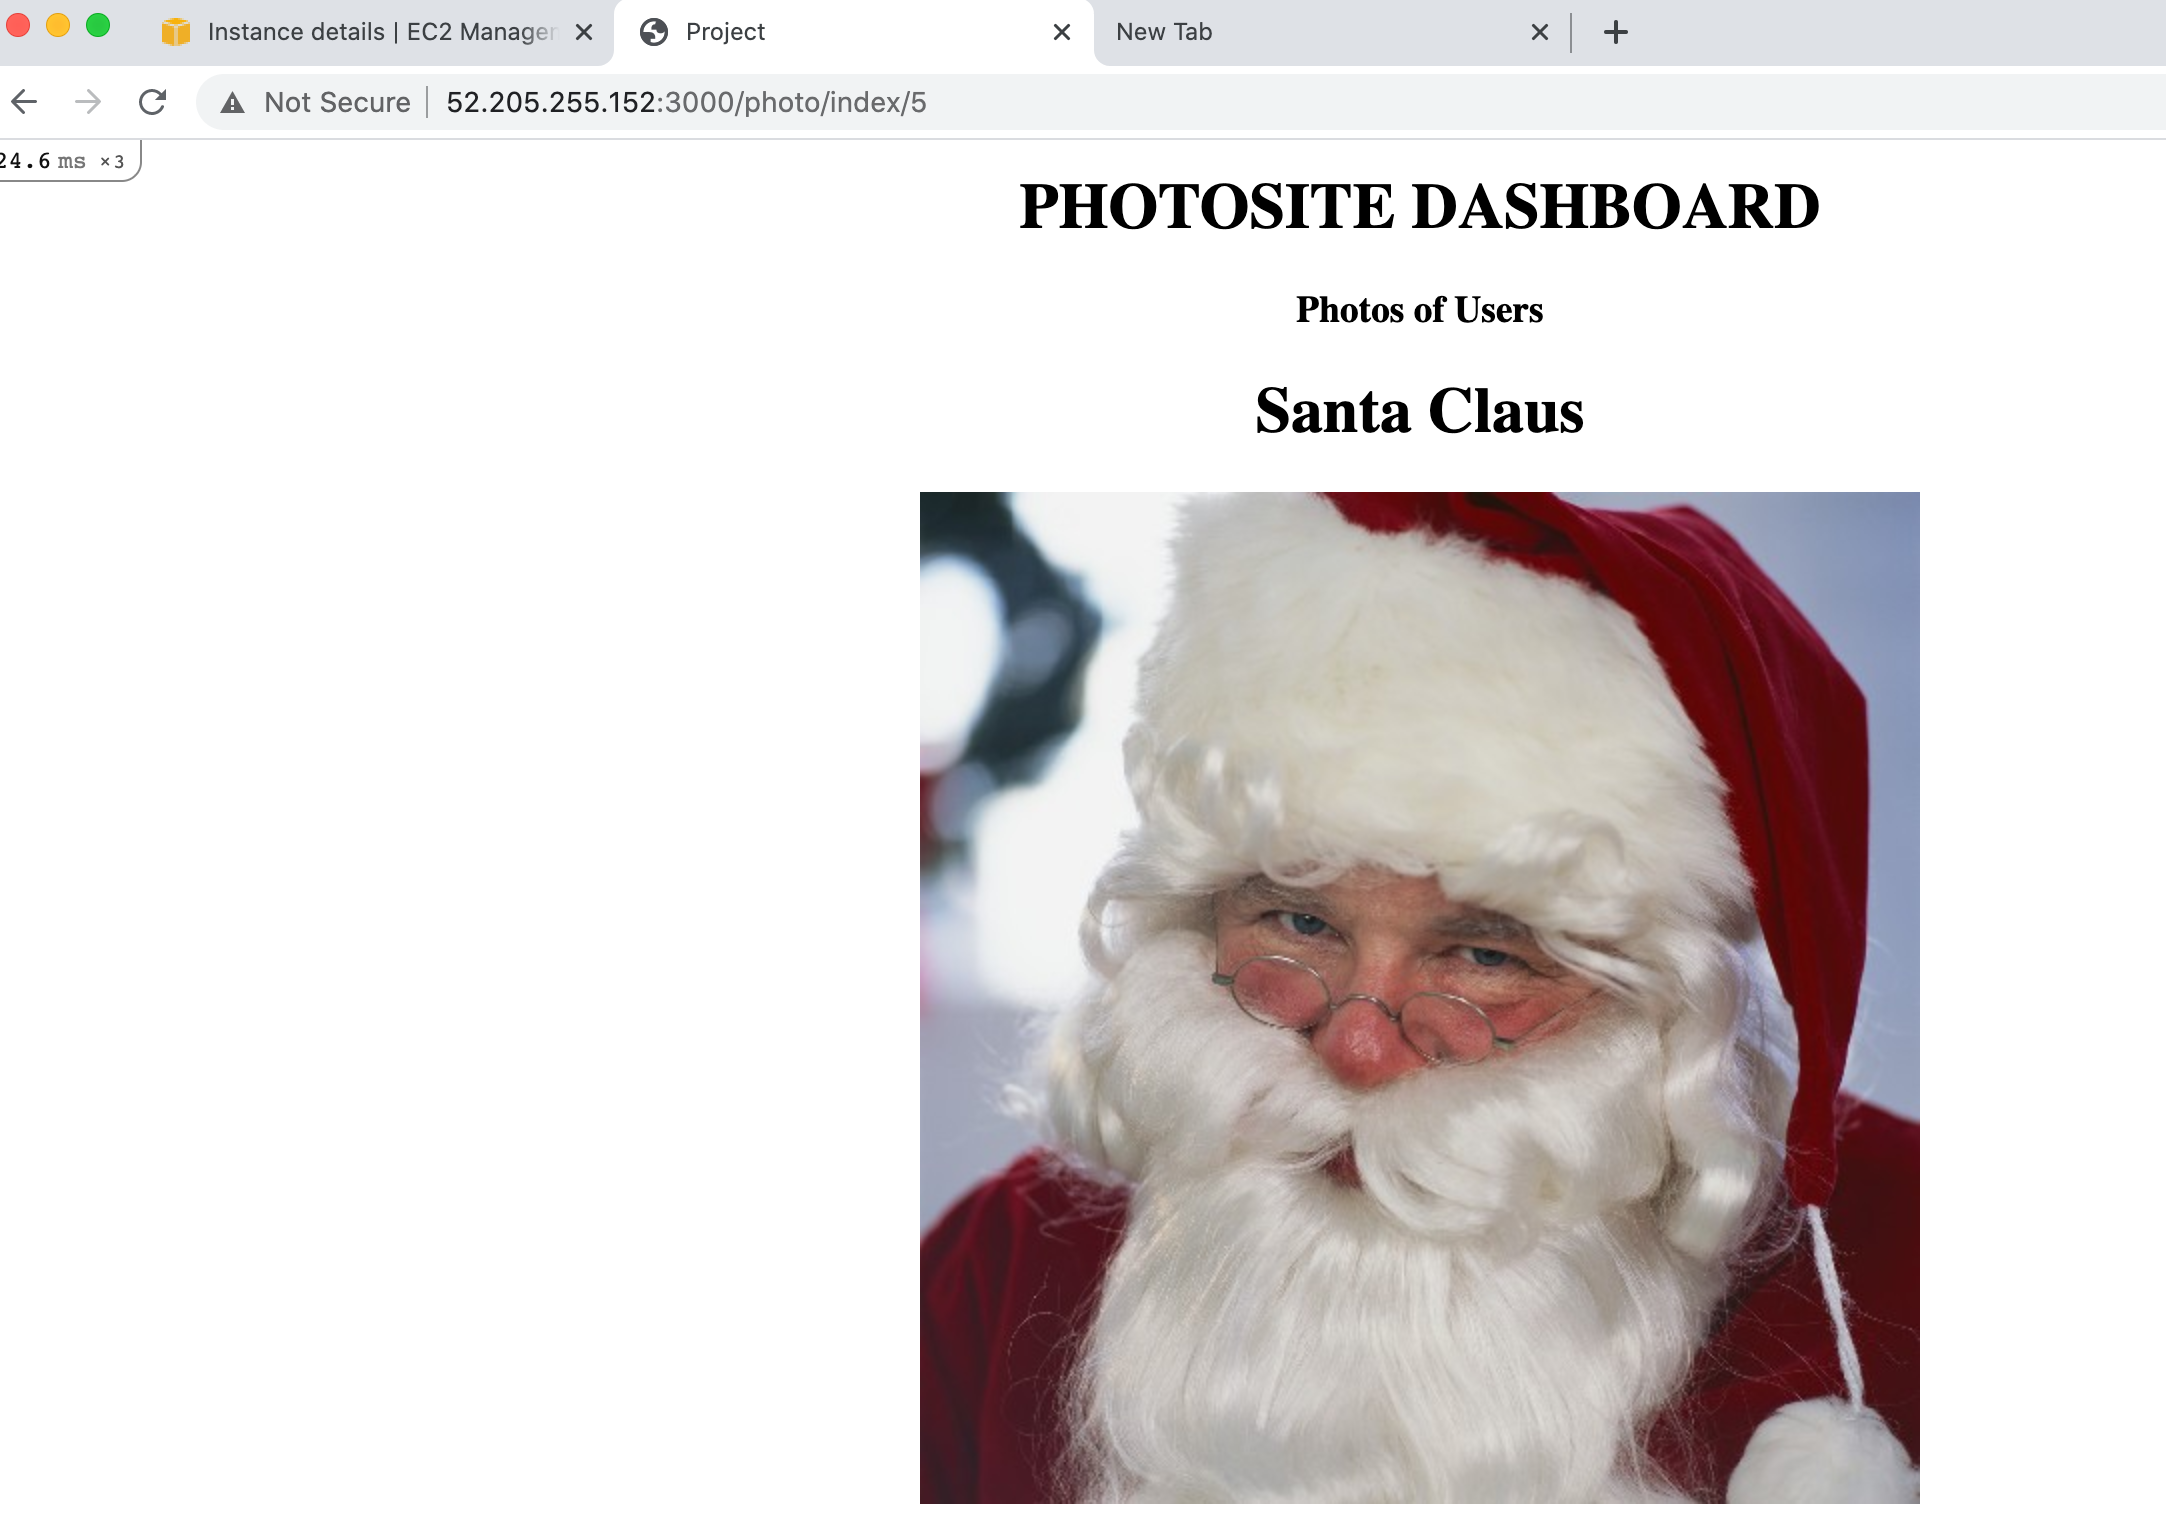 Instance details | EC2 Manager
Project
New Tab
Not Secure
52.205.255.152:3000/photo/index/5
24.6 ms ×3
PHOTOSITE DASHBOARD
Photos of Users
Santa Claus